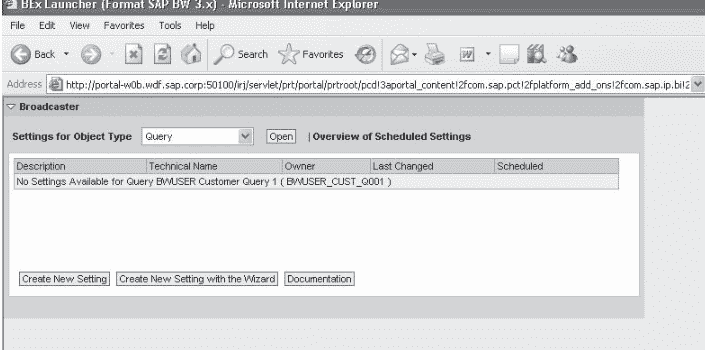 BEx Launcher (Format SAP BW 3.x) - Microsoft Internet Explorer
File Edit View Favorites Tools Help
Back Search Favorites
Address http://portal-w0b.wdf.sap.corp:50100/irj/servlet/prt/portal/prtroot/pcd!3aportal_content!2fcom.sap.pct!2fplatform_add_ons!2fcom.sap.ip.bi!2
Broadcaster
Settings for Object Type Query Open | Overview of Scheduled Settings
Description Technical Name Owner Last Changed Scheduled
No Settings Available for Query BWUSER Customer Query 1 ( BWUSER_CUST_Q001 )
Create New Setting Create New Setting with the Wizard Documentation